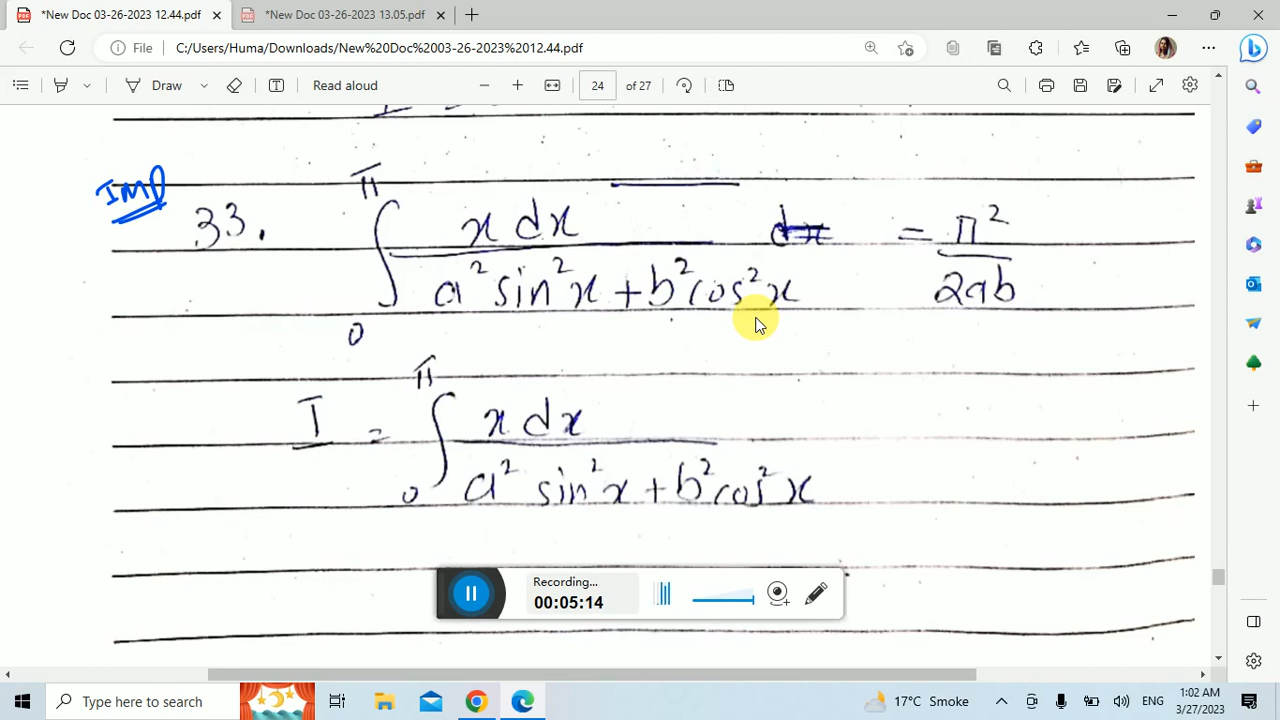 *New Doc 03-26-2023 12.44.pdf
*New Doc 03-26-2023 13.05.pdf
File C:/Users/Huma/Downloads/New%20Doc%2003-26-2023%2012.44.pdf
Draw Read aloud 24 of 27
IMP
33. ∫₀^π x dx / (a² sin²x + b² cos²x) = π² / 2ab
I = ∫₀^π x dx / (a² sin²x + b² cos²x)
Recording...
00:05:14
Type here to search
17°C Smoke
ENG
1:02 AM
3/27/2023